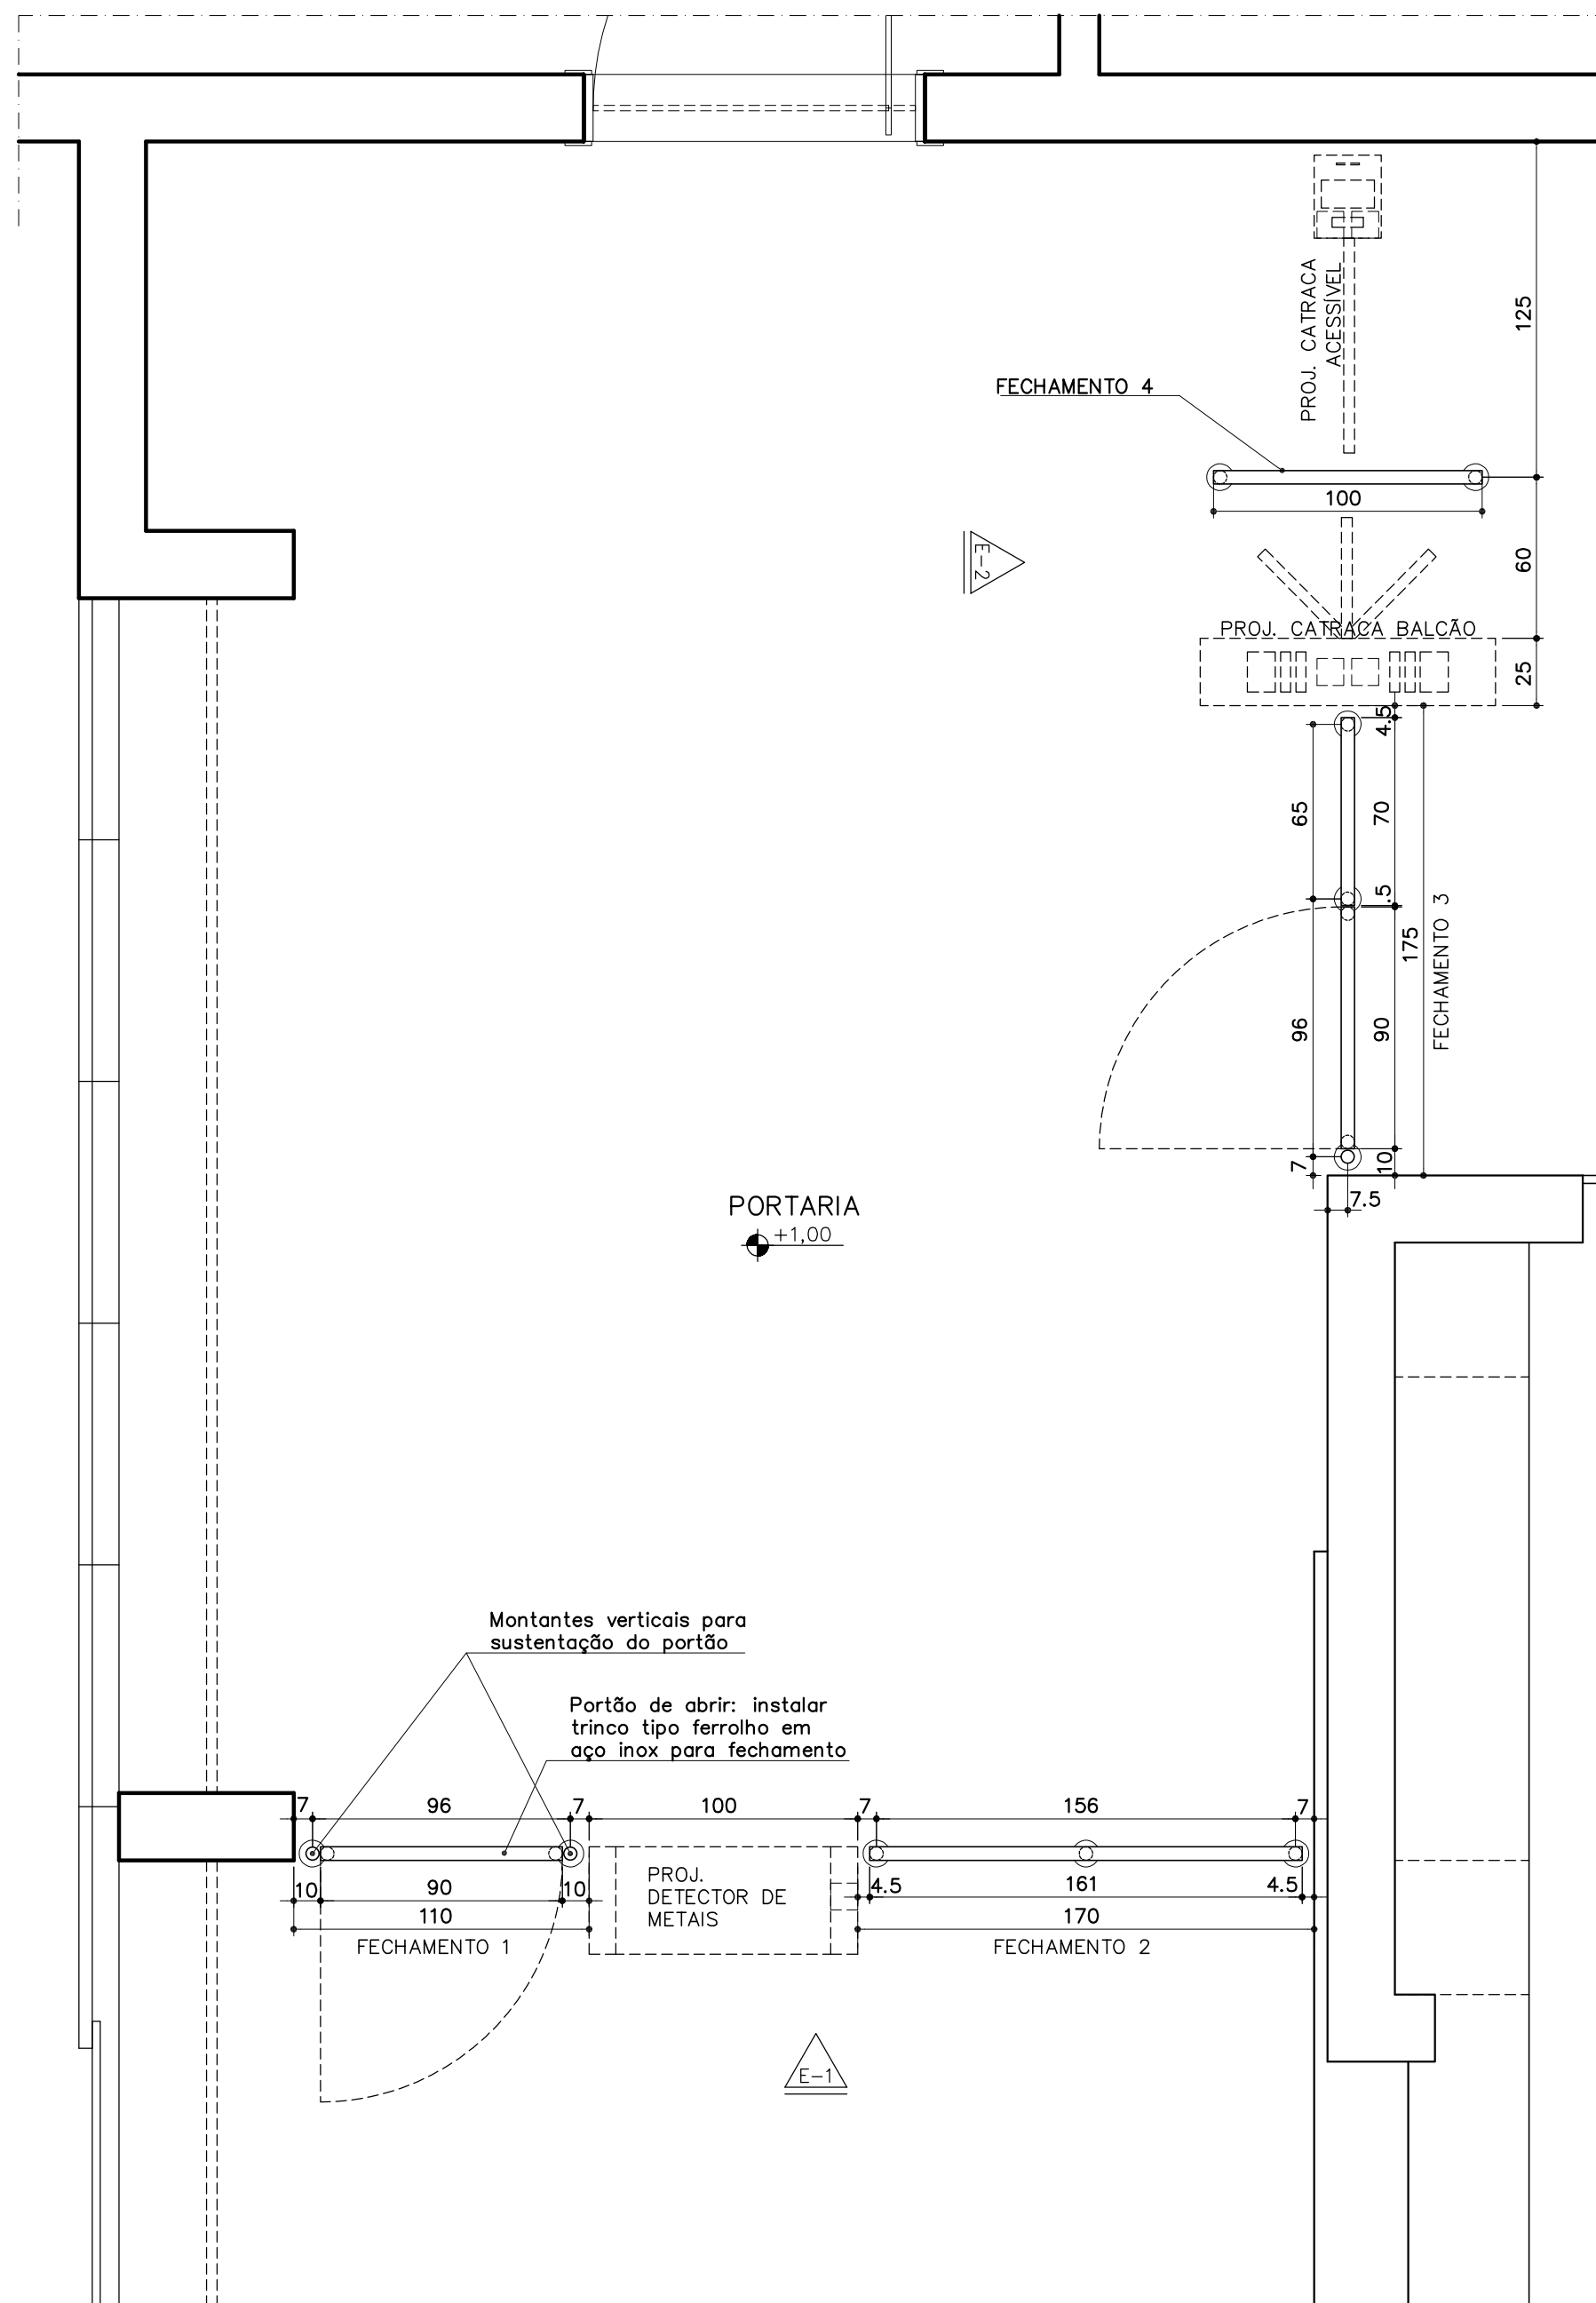 PROJ. CATRACA
ACESSÍVEL
125
FECHAMENTO 4
100
E-2
60
PROJ. CATRACA BALCÃO
25
4.5
65
70
.5
175
FECHAMENTO 3
96
90
7
10
7.5
PORTARIA
+1,00
Montantes verticais para
sustentação do portão
Portão de abrir: instalar
trinco tipo ferrolho em
aço inox para fechamento
7
96
7
100
7
156
7
10
90
10
PROJ.
DETECTOR DE
METAIS
4.5
161
4.5
110
170
FECHAMENTO 1
FECHAMENTO 2
E-1